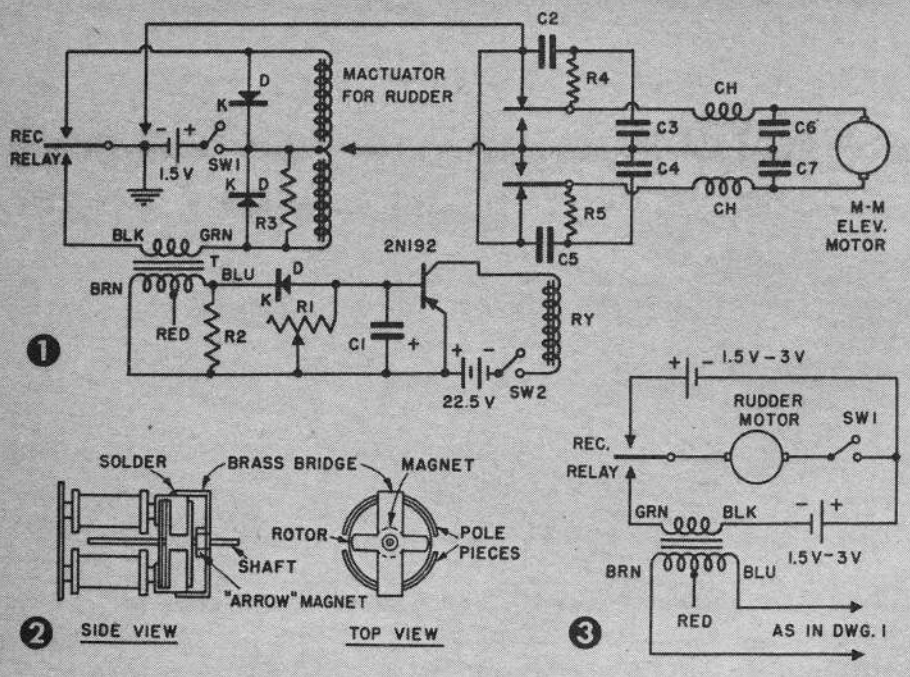 C2
R4
D
MACTUATOR
FOR RUDDER
K
CH
C3
C6
REC.
RELAY
- +
1.5 V
SW1
K
D
R3
C4
C7
CH
R5
M-M
ELEV.
MOTOR
BLK
GRN
C5
2N192
T
BRN
BLU
D
K
R1
RED
R2
C1
+
RY
1
+ -
22.5 V
SW2
+ - 1.5 V – 3 V
RUDDER
MOTOR
SW1
REC.
RELAY
GRN
BLK
- +
1.5 V – 3 V
BRN
BLU
RED
3
AS IN DWG. 1
SOLDER
BRASS BRIDGE
MAGNET
ROTOR
POLE
PIECES
SHAFT
"ARROW" MAGNET
2
SIDE VIEW
TOP VIEW